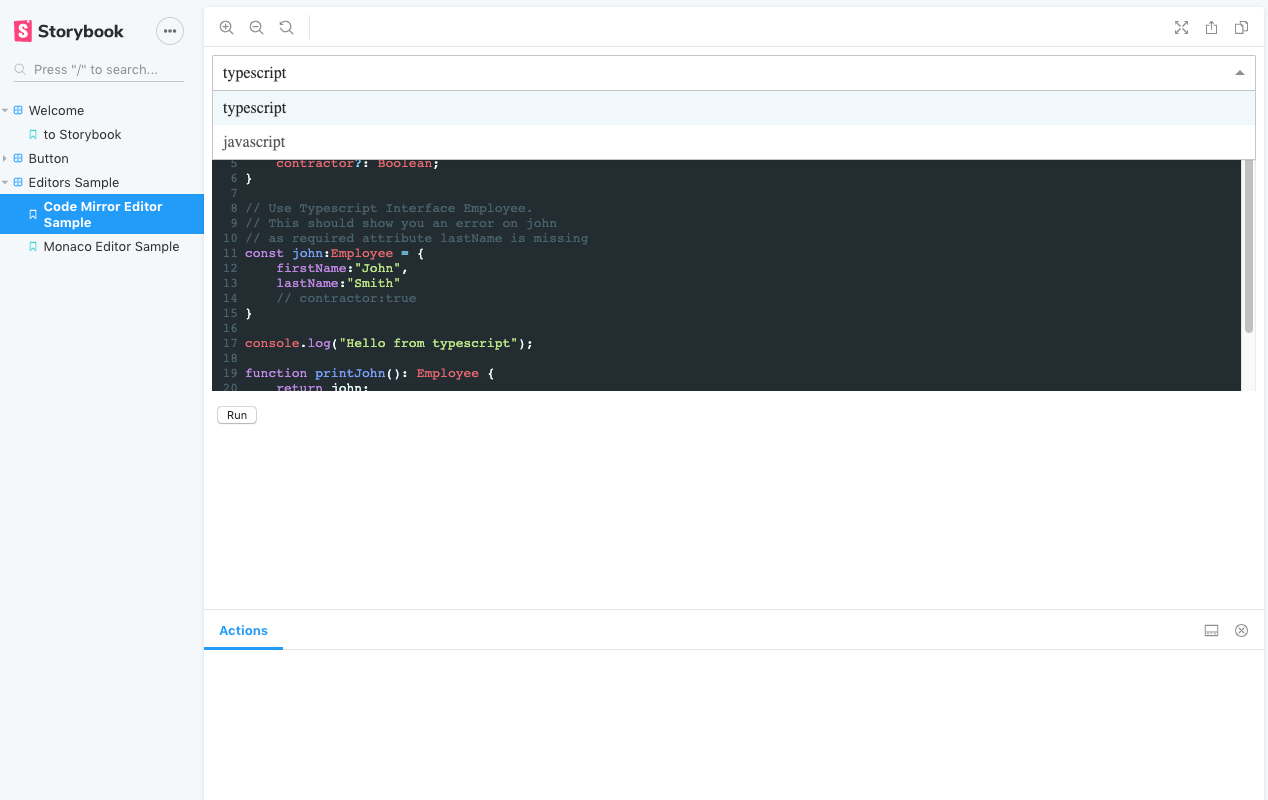 Storybook
Press "/" to search...
Welcome
to Storybook
Button
Editors Sample
Code Mirror Editor
Sample
Monaco Editor Sample
typescript
typescript
javascript
5 contractor?: Boolean;
6 }
7
8 // Use Typescript Interface Employee.
9 // This should show you an error on john
10 // as required attribute lastName is missing
11 const john:Employee = {
12 firstName:"John",
13 lastName:"Smith"
14 // contractor:true
15 }
16
17 console.log("Hello from typescript");
18
19 function printJohn(): Employee {
20 return john;
Run
Actions